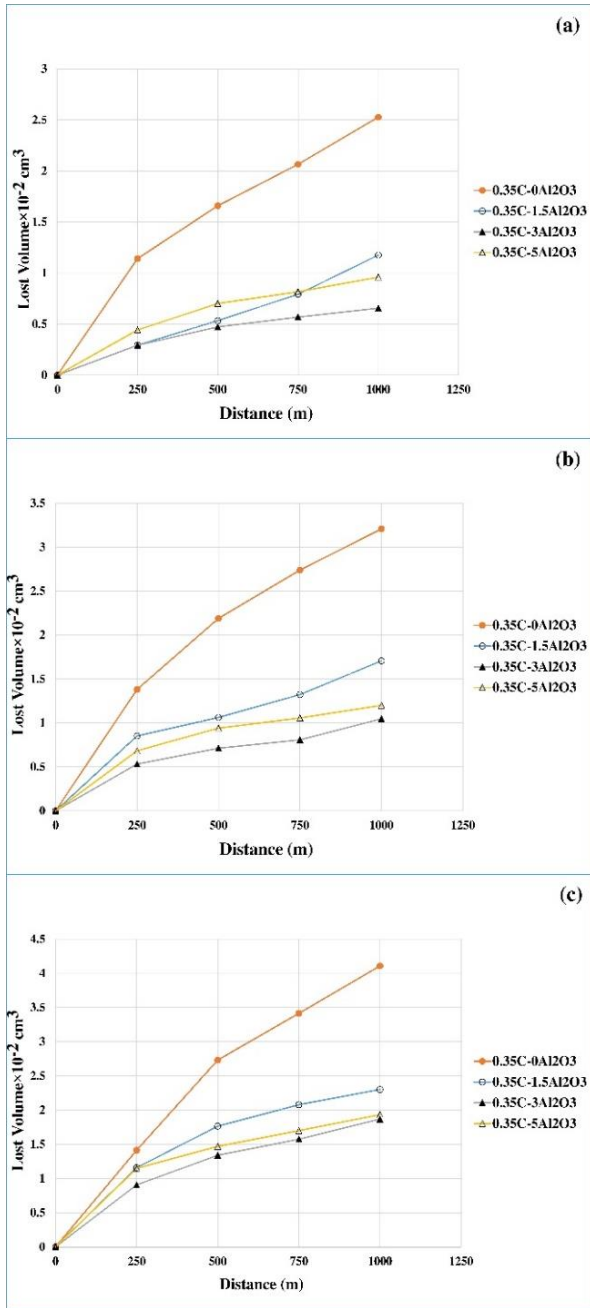 (a)
3
2.5
2
1.5
1
0.5
0
Lost Volume×10⁻² cm³
0 250 500 750 1000 1250
Distance (m)
0.35C-0Al2O3
0.35C-1.5Al2O3
0.35C-3Al2O3
0.35C-5Al2O3
(b)
3.5
3
2.5
2
1.5
1
0.5
0
Lost Volume×10⁻² cm³
0 250 500 750 1000 1250
Distance (m)
0.35C-0Al2O3
0.35C-1.5Al2O3
0.35C-3Al2O3
0.35C-5Al2O3
(c)
4.5
4
3.5
3
2.5
2
1.5
1
0.5
0
Lost Volume×10⁻² cm³
0 250 500 750 1000 1250
Distance (m)
0.35C-0Al2O3
0.35C-1.5Al2O3
0.35C-3Al2O3
0.35C-5Al2O3